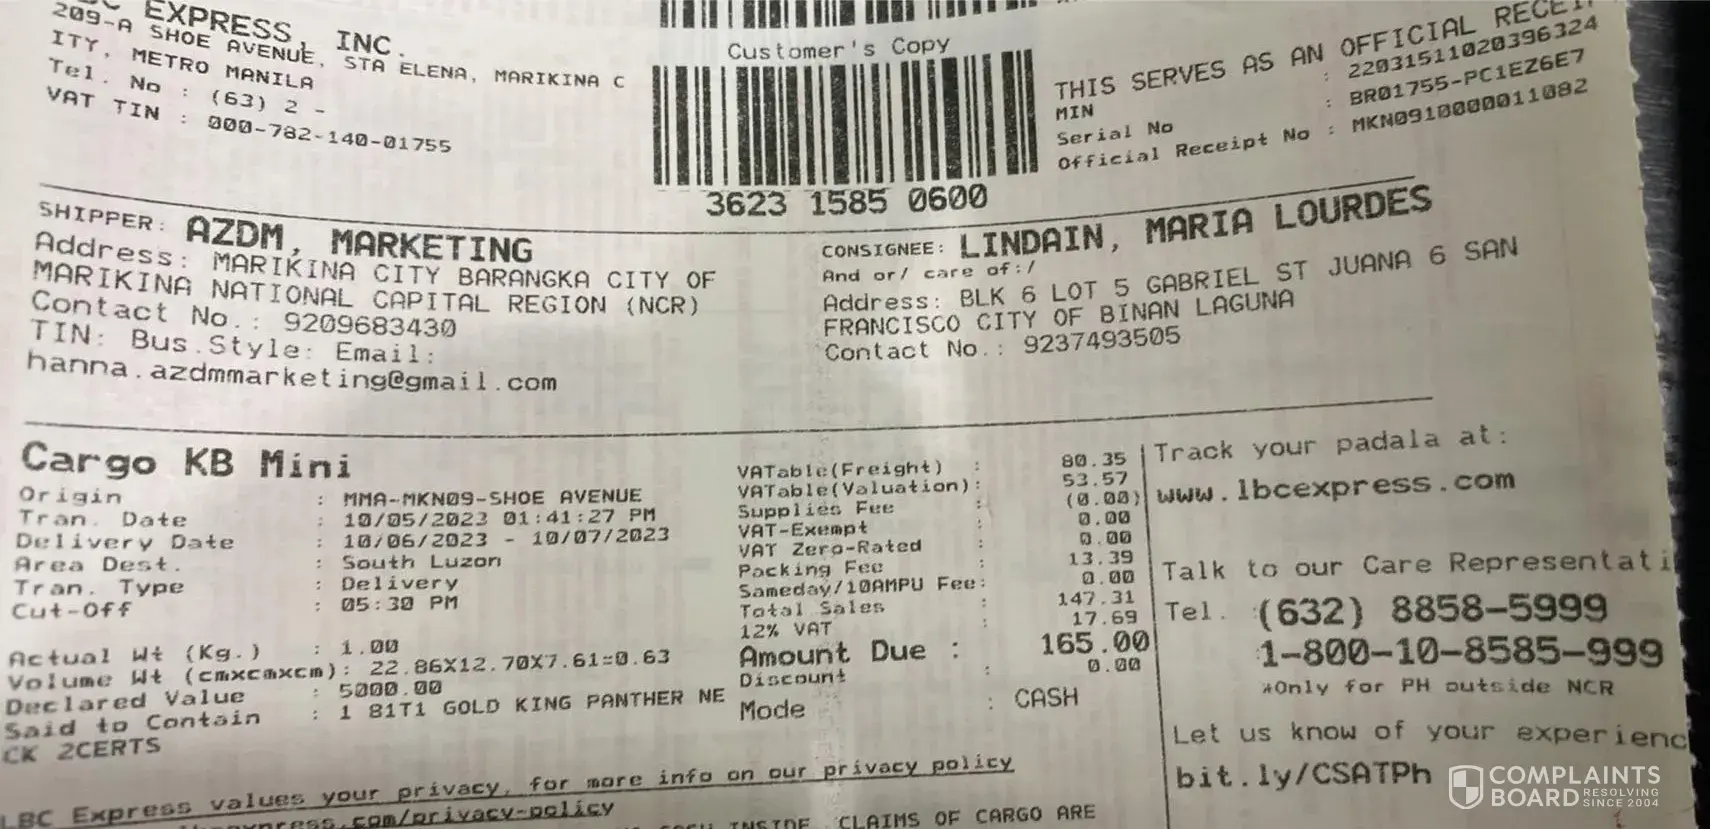 EXPRESS, INC.
209-A SHOE AVENUE, STA ELENA, MARIKINA C
ITY, METRO MANILA
Tel. No : (63) 2 -
VAT TIN : 000-782-140-01755
Customer's Copy
3623 1585 0600
THIS SERVES AS AN OFFICIAL
MIN : 22031511020396324
Serial No : BR01755-PC1EZ6E7
Official Receipt No : MKN0910000011082
SHIPPER: AZDM, MARKETING
Address: MARIKINA CITY BARANGKA CITY OF
MARIKINA NATIONAL CAPITAL REGION (NCR)
Contact No.: 9209683430
TIN: Bus.Style: Email:
hanna.azdmmarketing@gmail.com
CONSIGNEE: LINDAIN, MARIA LOURDES
And or/ care of:/
Address: BLK 6 LOT 5 GABRIEL ST JUANA 6 SAN
FRANCISCO CITY OF BINAN LAGUNA
Contact No.: 9237493505
Cargo KB Mini
Origin : MMA-MKN09-SHOE AVENUE
Tran. Date : 10/05/2023 01:41:27 PM
Delivery Date : 10/06/2023 - 10/07/2023
Area Dest. : South Luzon
Tran. Type : Delivery
Cut-Off : 05:30 PM
Actual Wt (Kg.) : 1.00
Volume Wt (cmxcmxcm): 22.86X12.70X7.61=0.63
Declared Value : 5000.00
Said to Contain : 1 81T1 GOLD KING PANTHER NE
CK 2CERTS
VATable(Freight) : 80.35
VATable(Valuation): 53.57
Supplies Fee (0.00)
VAT-Exempt : 0.00
VAT Zero-Rated : 0.00
Packing Fee : 13.39
Sameday/10AMPU Fee: 0.00
Total Sales : 147.31
12% VAT : 17.69
Amount Due : 165.00
Discount : 0.00
Mode : CASH
Track your padala at:
www.lbcexpress.com
Talk to our Care Representati
Tel. (632) 8858-5999
1-800-10-8585-999
*Only for PH outside NCR
Let us know of your experienc
bit.ly/CSATPh
LBC Express values your privacy, for more info on our privacy policy
INSIDE. CLAIMS OF CARGO ARE
COMPLAINTS
BOARD RESOLVING
SINCE 2004